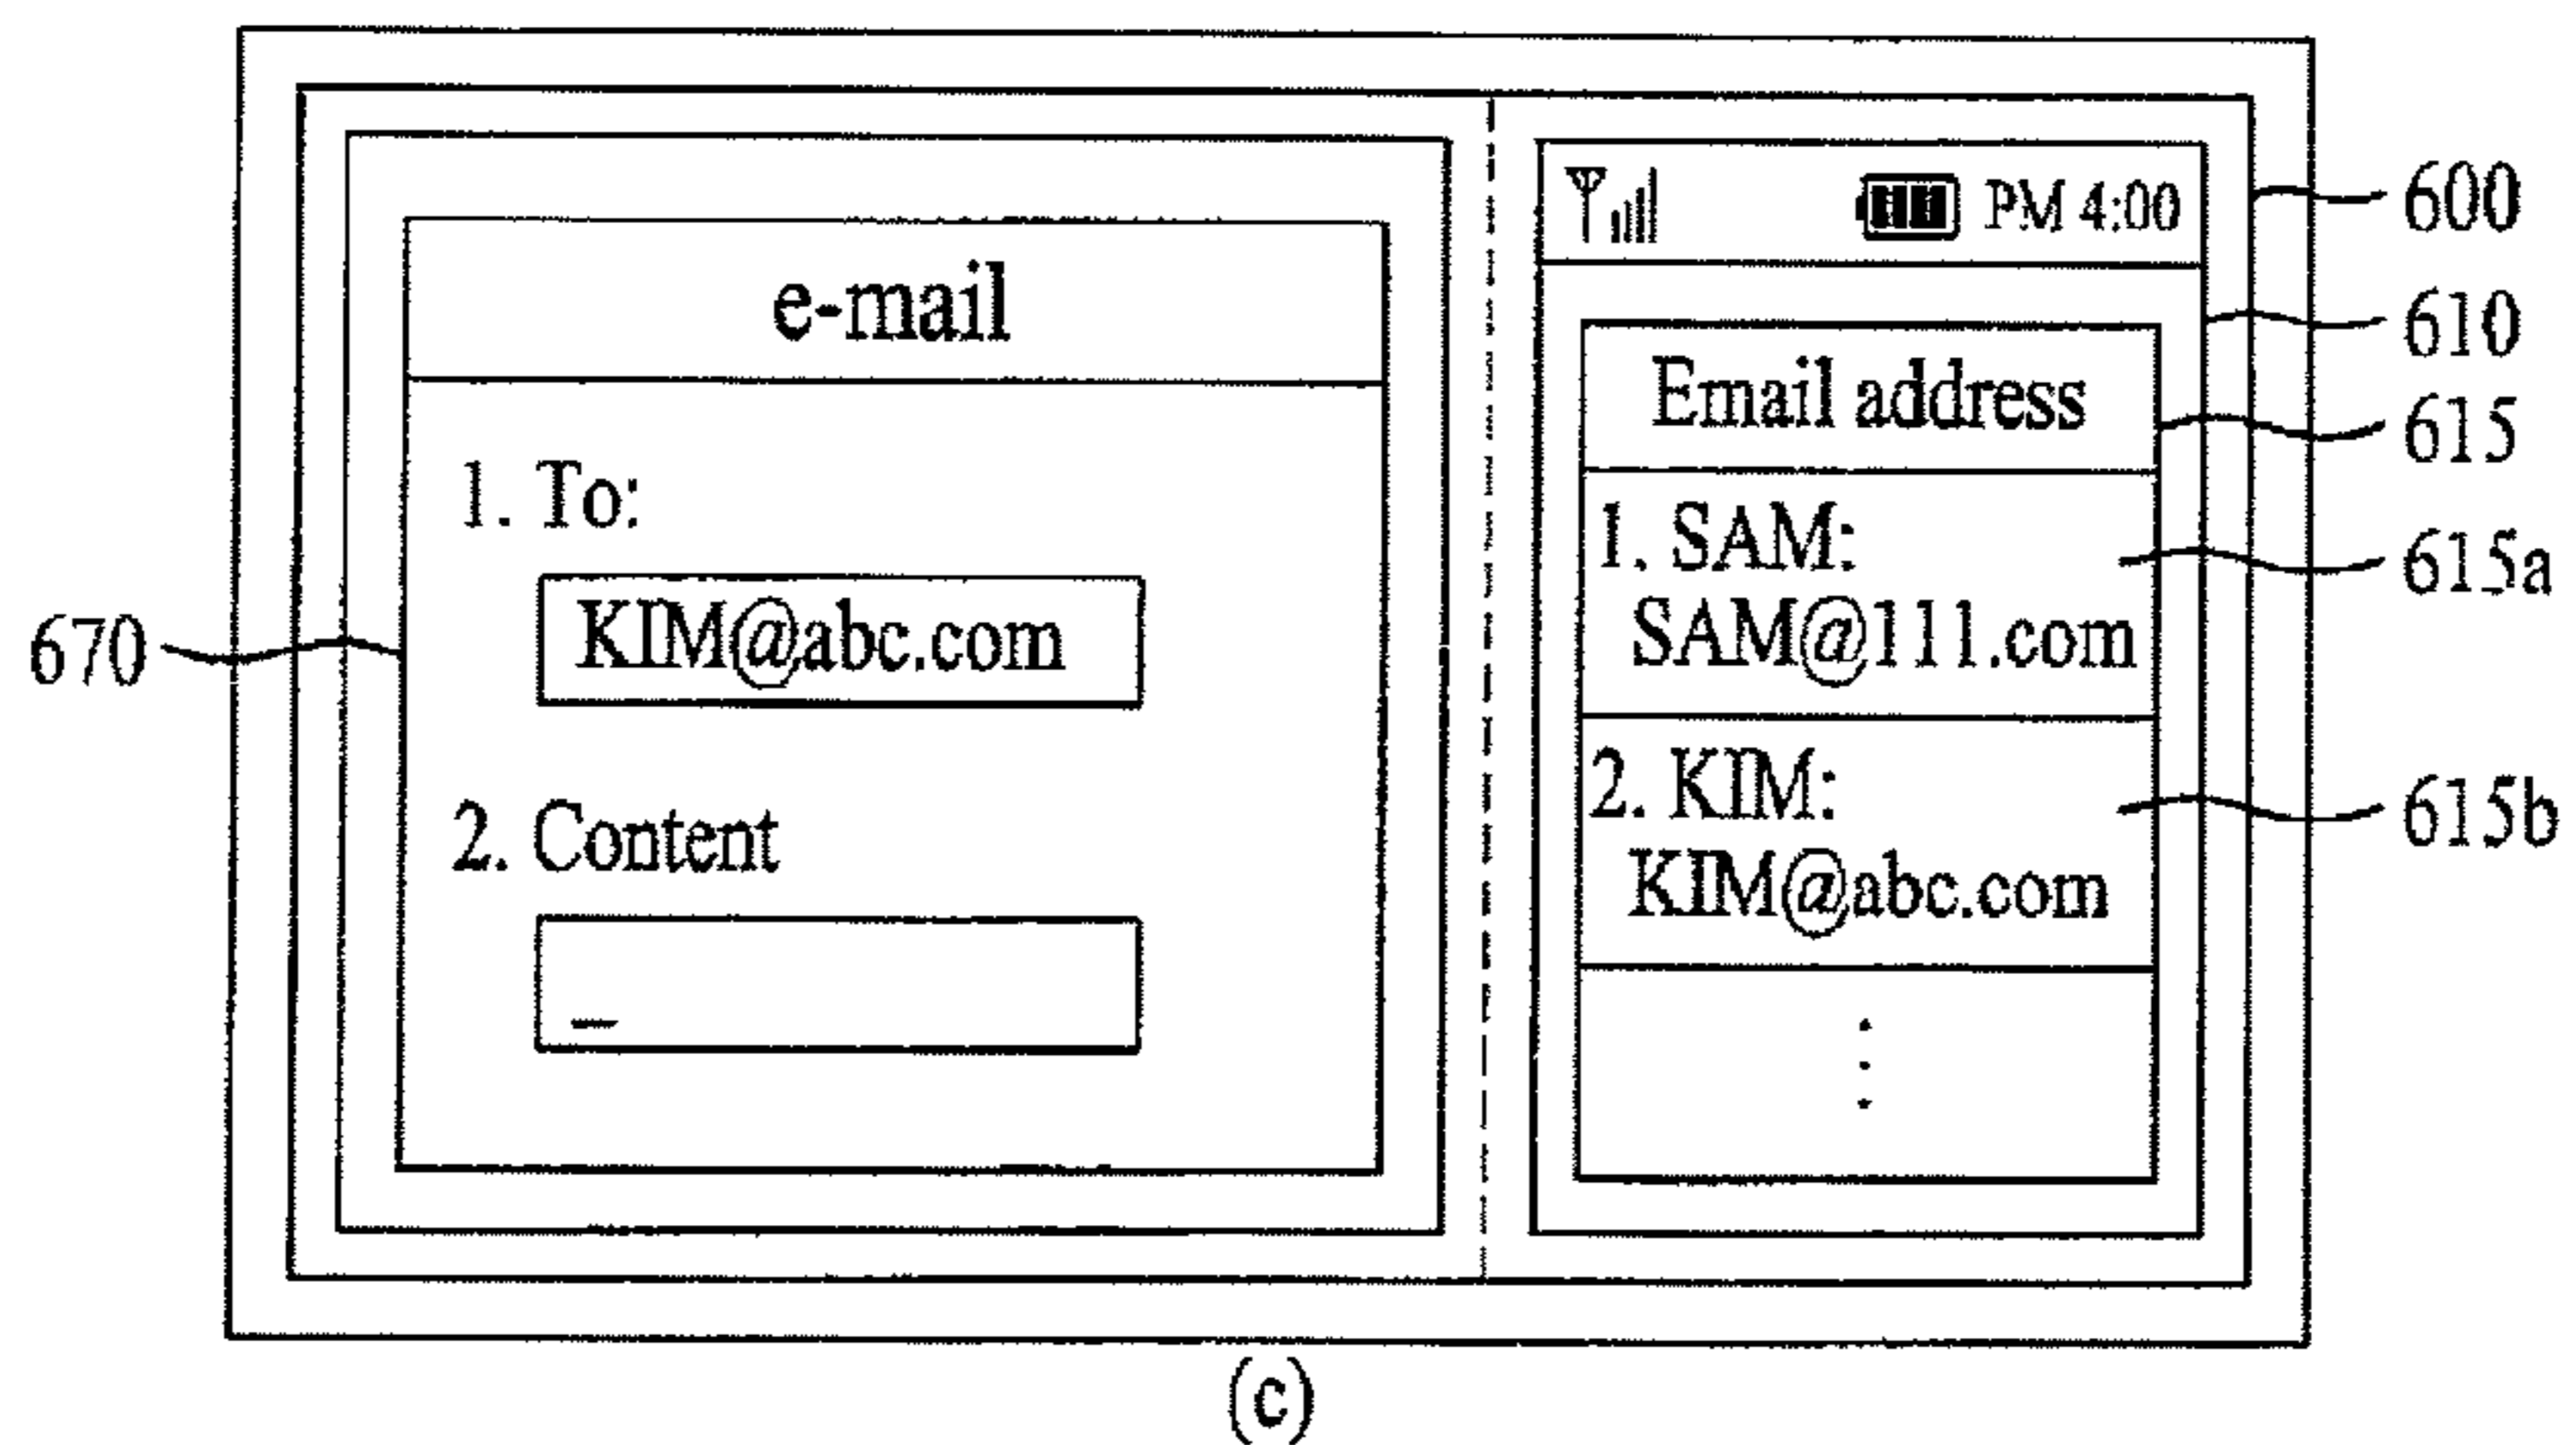 e-mail
1. To:
KIM@abc.com
2. Content
_
670
PM 4:00
Email address
1. SAM:
SAM@111.com
2. KIM:
KIM@abc.com
600
610
615
615a
615b
(c)